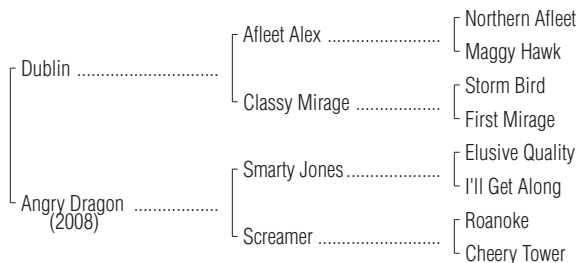 Northern Afleet
Afleet Alex ........................
Maggy Hawk
Dublin ..............................
Storm Bird
Classy Mirage ..................
First Mirage
Elusive Quality
Smarty Jones....................
I'll Get Along
Angry Dragon ..................
(2008)
Roanoke
Screamer ..........................
Cheery Tower